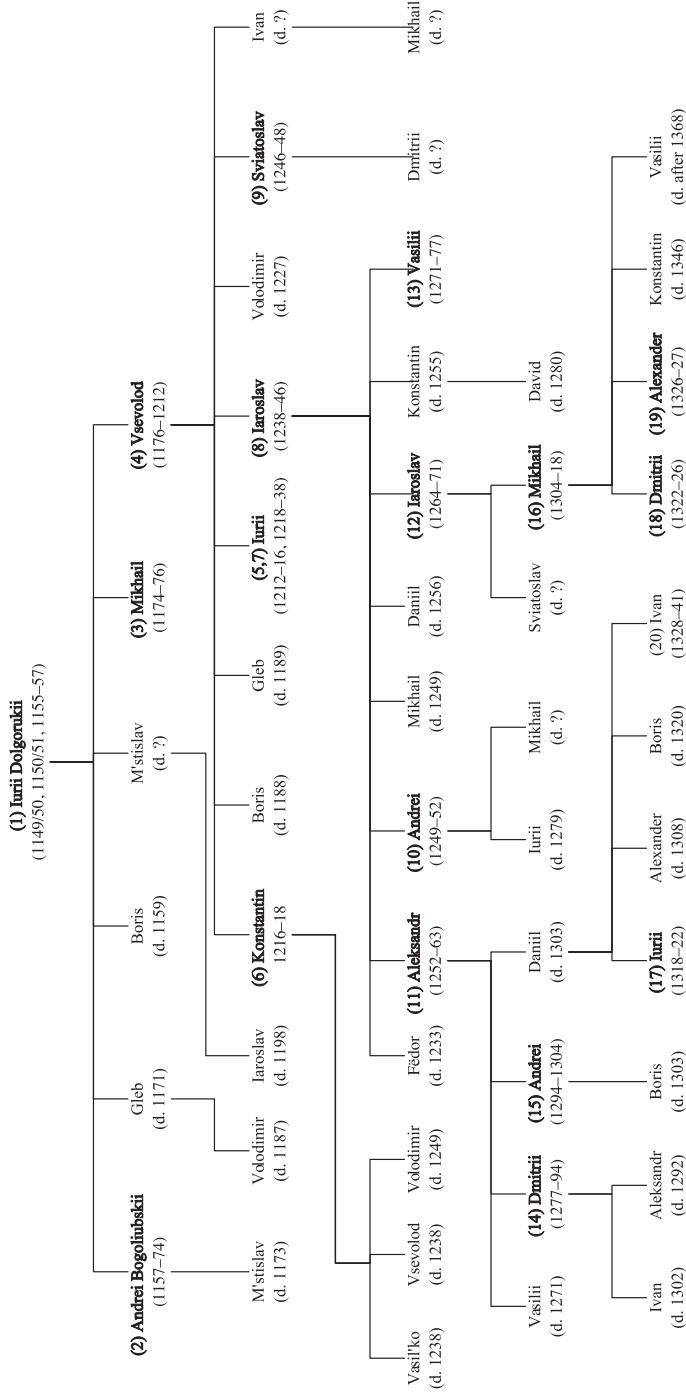 (1) Iurii Dolgorukii
(1149/50, 1150/51, 1155–57)
(2) Andrei Bogoliubskii
(1157–74)
Gleb
(d. 1171)
Boris
(d. 1159)
M'stislav
(d. ?)
(3) Mikhail
(1174–76)
(4) Vsevolod
(1176–1212)
M'stislav
(d. 1173)
Volodimir
(d. 1187)
Iaroslav
(d. 1198)
(6) Konstantin
1216–18
Boris
(d. 1188)
Gleb
(d. 1189)
(5,7) Iurii
(1212–16, 1218–38)
(8) Iaroslav
(1238–46)
Volodimir
(d. 1227)
(9) Sviatoslav
(1246–48)
Ivan
(d. ?)
Vasil'ko
(d. 1238)
Vsevolod
(d. 1238)
Volodimir
(d. 1249)
Fëdor
(d. 1233)
(11) Aleksandr
(1252–63)
(10) Andrei
(1249–52)
Mikhail
(d. 1249)
Daniil
(d. 1256)
(12) Iaroslav
(1264–71)
Konstantin
(d. 1255)
(13) Vasilii
(1271–77)
Dmitrii
(d. ?)
Mikhail
(d. ?)
Vasilii
(d. 1271)
(14) Dmitrii
(1277–94)
(15) Andrei
(1294–1304)
Daniil
(d. 1303)
Iurii
(d. 1279)
Mikhail
(d. ?)
Sviatoslav
(d. ?)
(16) Mikhail
(1304–18)
David
(d. 1280)
Ivan
(d. 1302)
Aleksandr
(d. 1292)
Boris
(d. 1303)
(17) Iurii
(1318–22)
Alexander
(d. 1308)
Boris
(d. 1320)
(20) Ivan
(1328–41)
(18) Dmitrii
(1322–26)
(19) Alexander
(1326–27)
Konstantin
(d. 1346)
Vasilii
(d. after 1368)